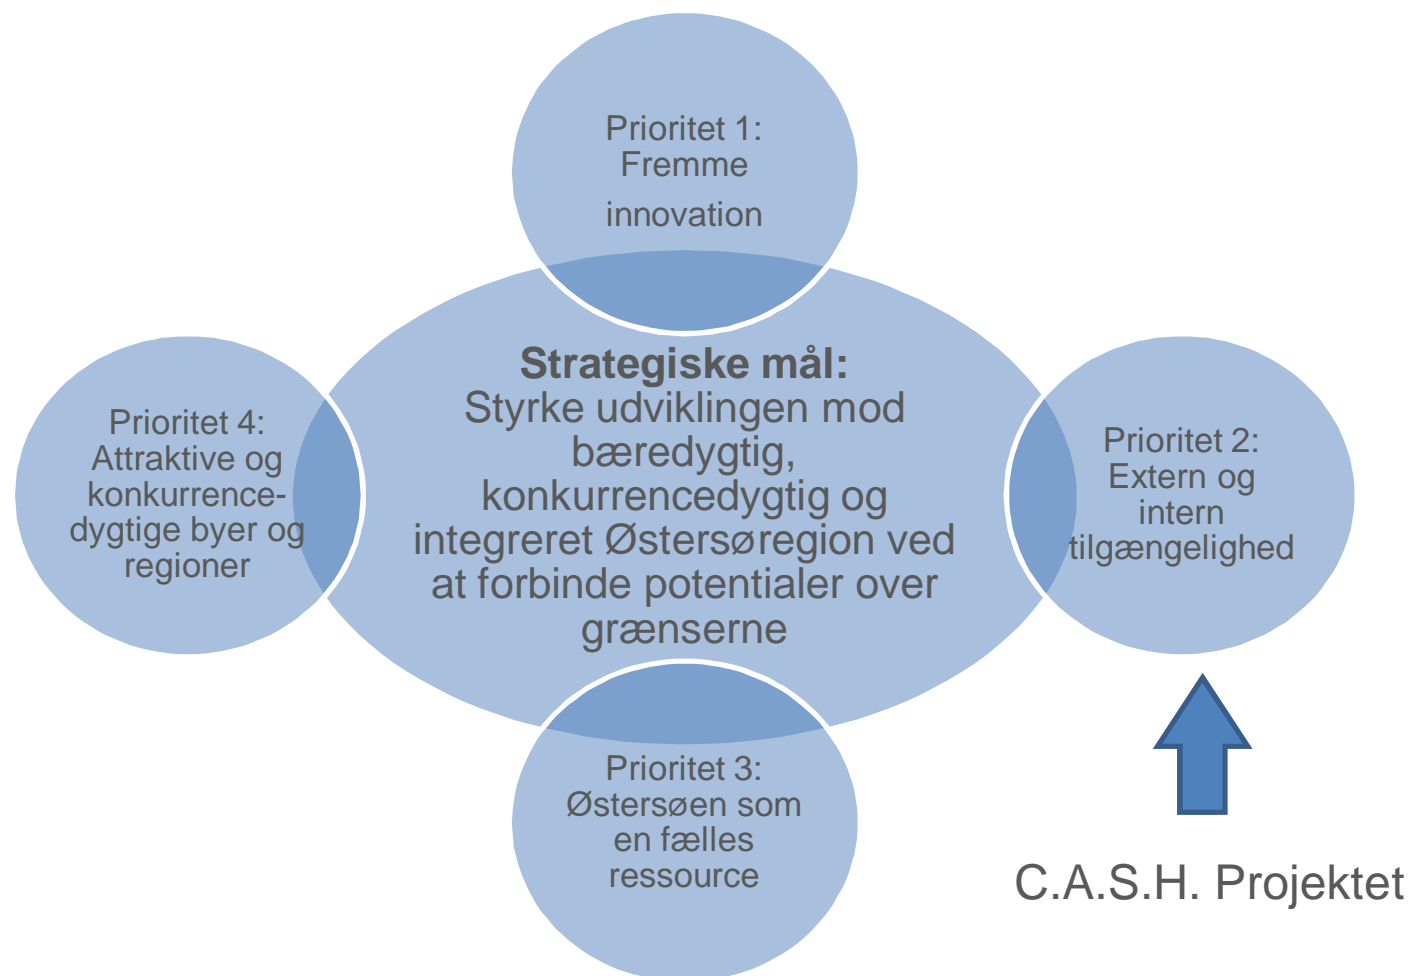 Prioritet 1:
Fremme
innovation
Strategiske mål:
Styrke udviklingen mod
bæredygtig,
konkurrencedygtig og
integreret Østersøregion ved
at forbinde potentialer over
grænserne
Prioritet 4:
Attraktive og
konkurrence-
dygtige byer og
regioner
Prioritet 2:
Extern og
intern
tilgængelighed
Prioritet 3:
Østersøen som
en fælles
ressource
C.A.S.H. Projektet